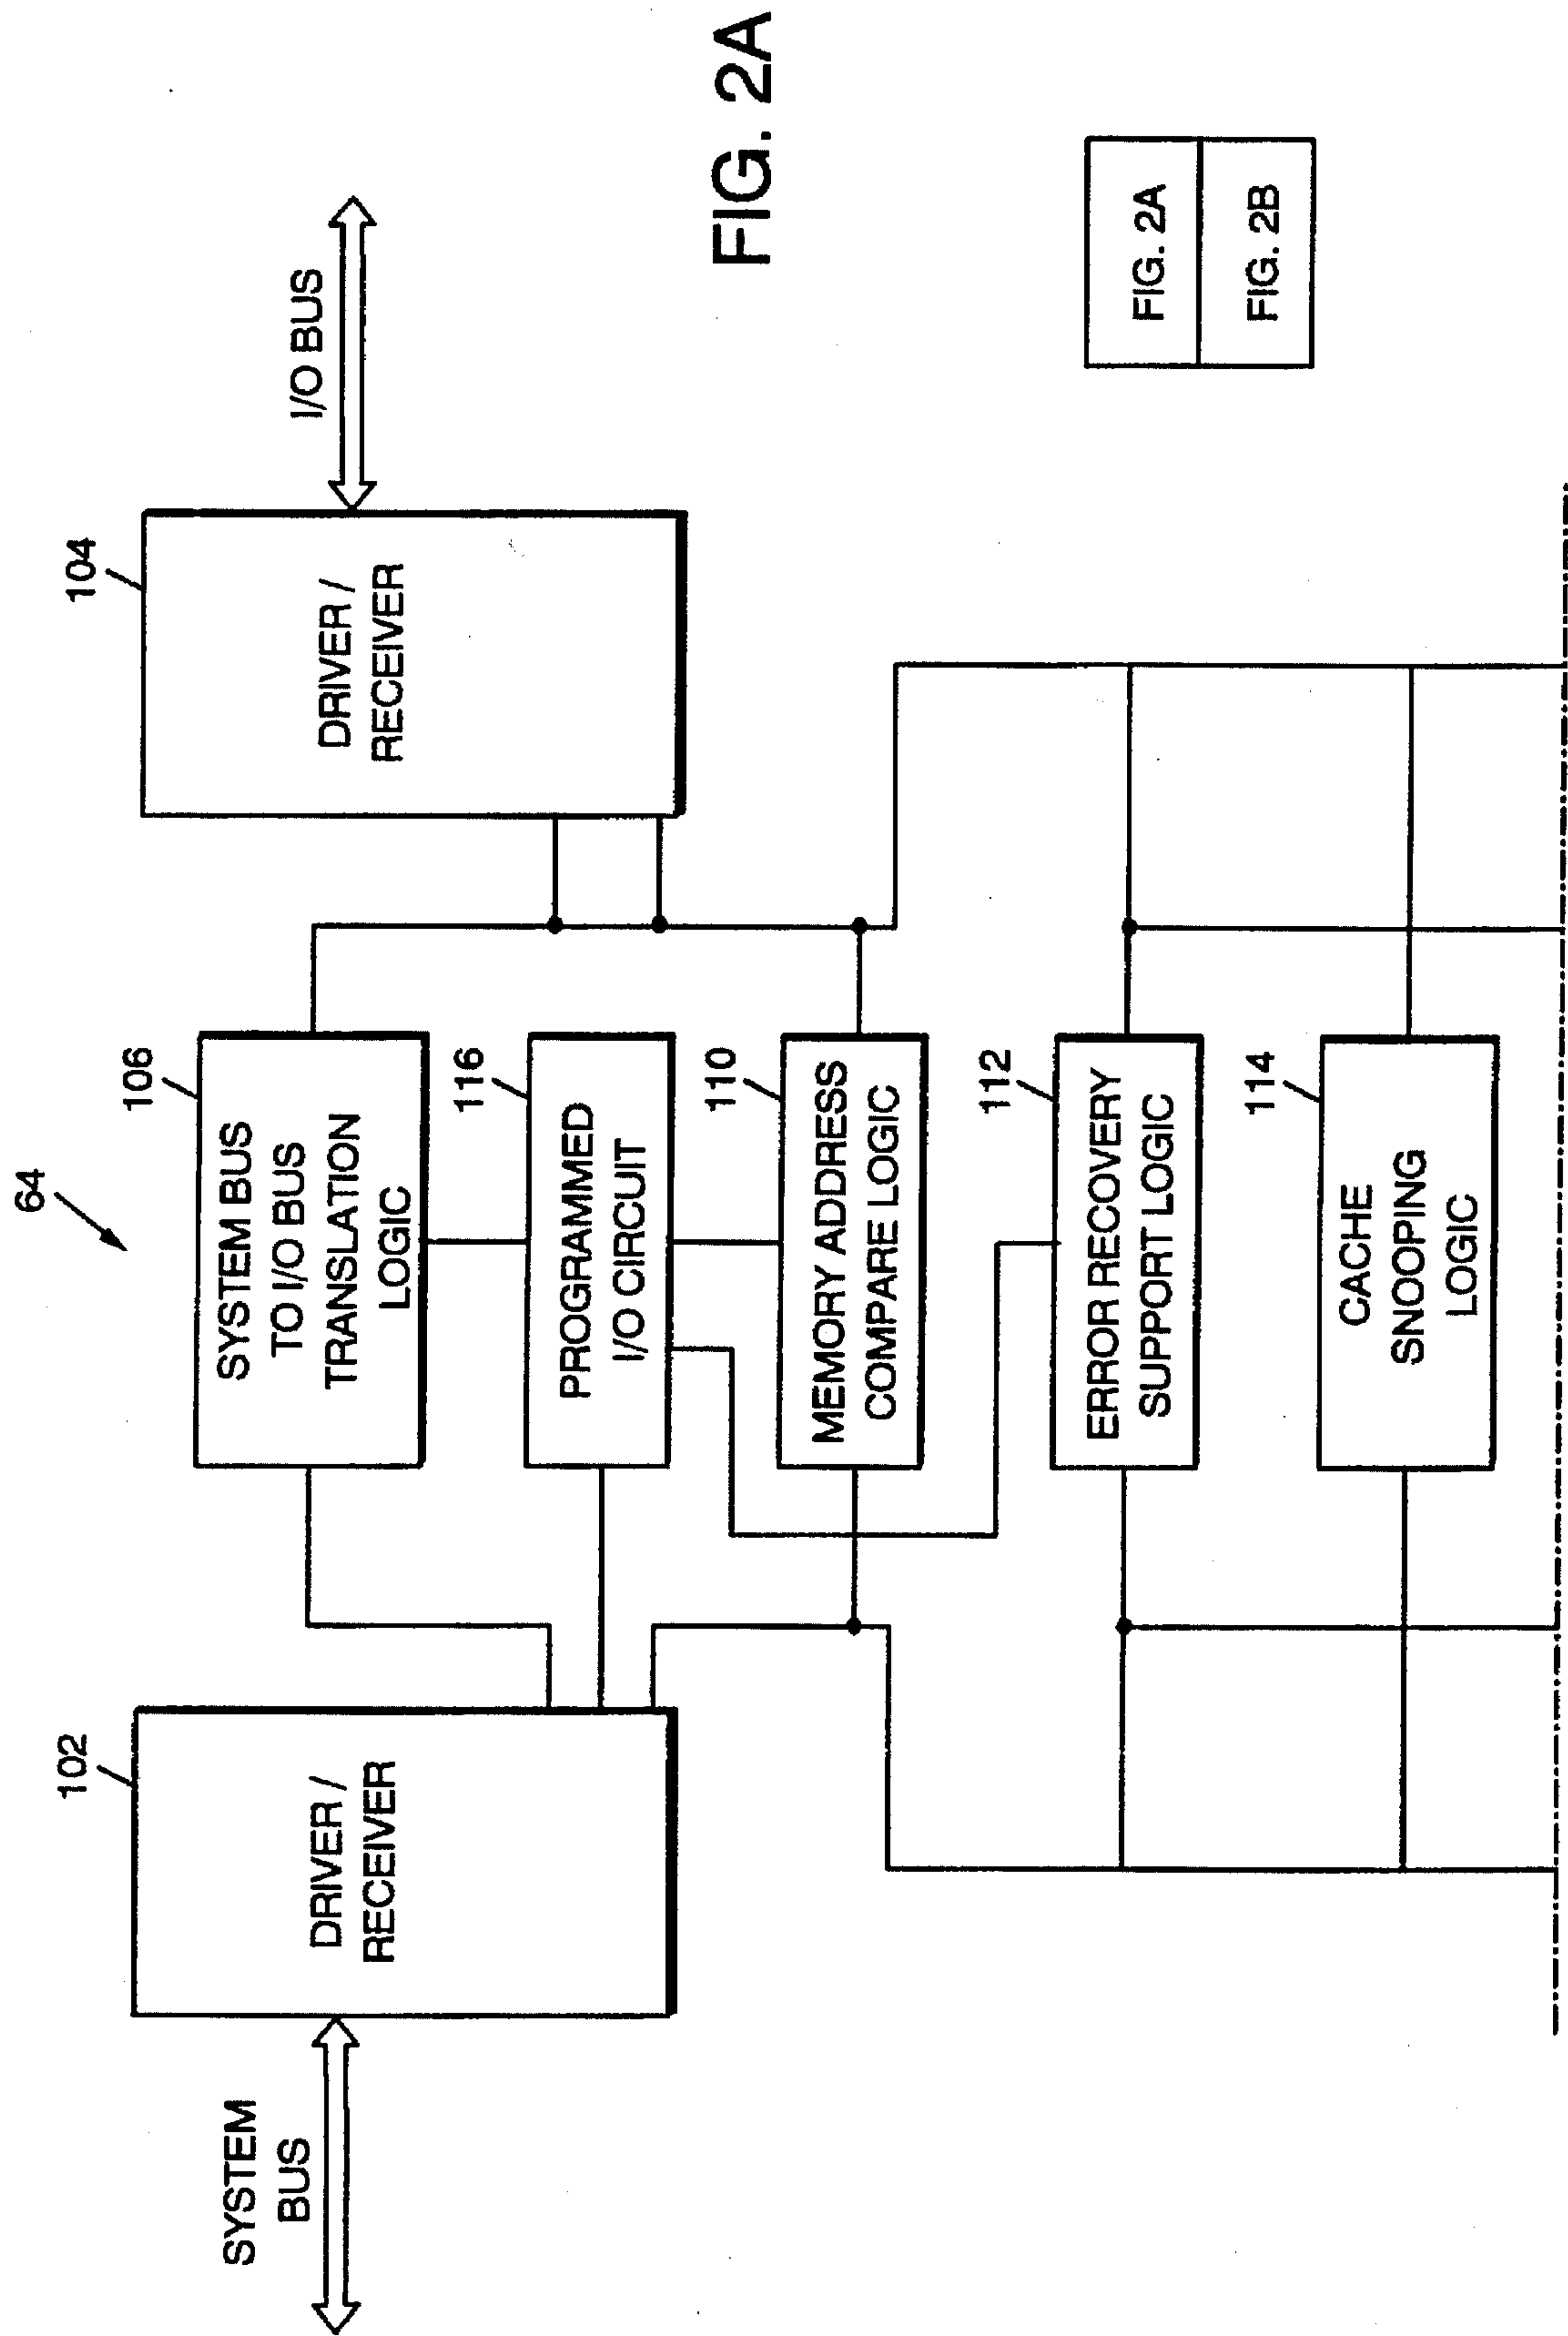 64
SYSTEM
BUS
102
DRIVER /
RECEIVER
106
SYSTEM BUS
TO I/O BUS
TRANSLATION
LOGIC
116
PROGRAMMED
I/O CIRCUIT
110
MEMORY ADDRESS
COMPARE LOGIC
112
ERROR RECOVERY
SUPPORT LOGIC
114
CACHE
SNOOPING
LOGIC
104
DRIVER /
RECEIVER
I/O BUS
FIG. 2A
FIG. 2A
FIG. 2B